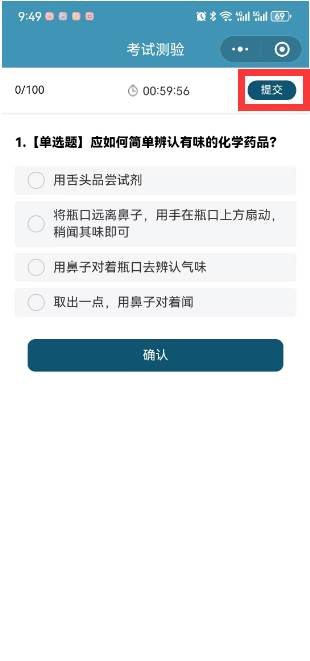 9:49
4G 5G 69
考试测验
0/100
00:59:56
提交
1.【单选题】应如何简单辨认有味的化学药品?
用舌头品尝试剂
将瓶口远离鼻子，用手在瓶口上方扇动，
稍闻其味即可
用鼻子对着瓶口去辨认气味
取出一点，用鼻子对着闻
确认